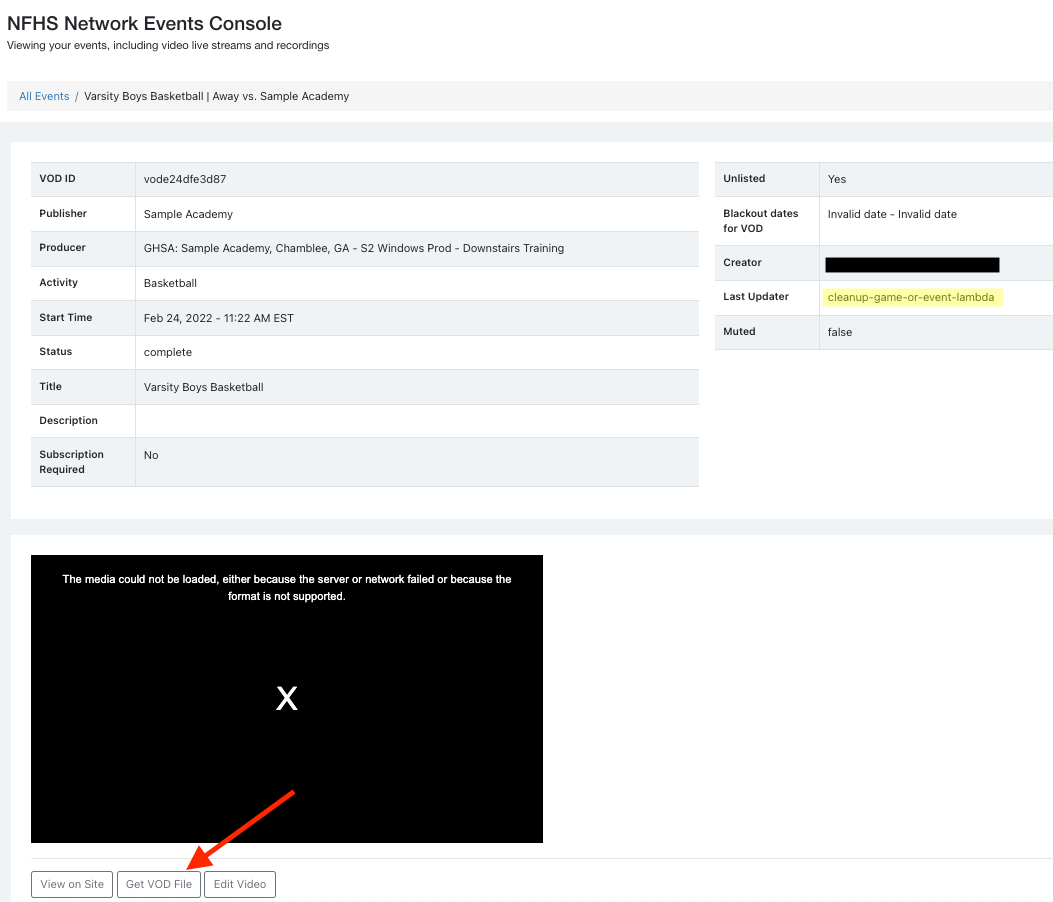 NFHS Network Events Console
Viewing your events, including video live streams and recordings
All Events / Varsity Boys Basketball | Away vs. Sample Academy
VOD ID vode24dfe3d87
Publisher Sample Academy
Producer GHSA: Sample Academy, Chamblee, GA - S2 Windows Prod - Downstairs Training
Activity Basketball
Start Time Feb 24, 2022 - 11:22 AM EST
Status complete
Title Varsity Boys Basketball
Description
Subscription
Required
No
Unlisted Yes
Blackout dates
for VOD
Invalid date - Invalid date
Creator
Last Updater cleanup-game-or-event-lambda
Muted false
The media could not be loaded, either because the server or network failed or because the
format is not supported.
X
View on Site Get VOD File Edit Video